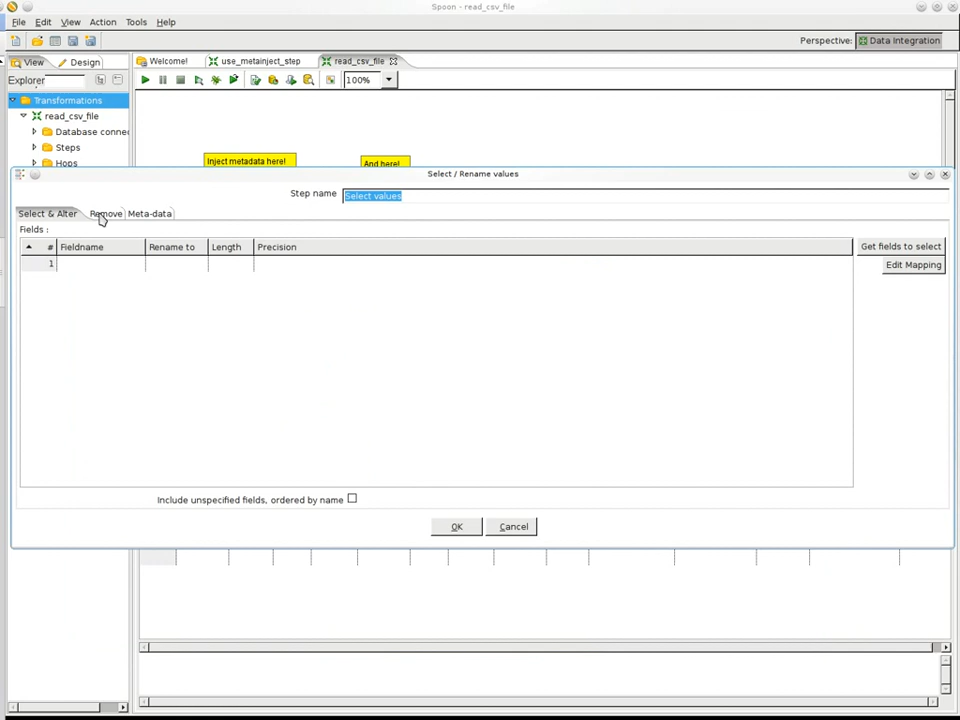 Spoon - read_csv_file
File Edit View Action Tools Help
Perspective: Data Integration
View Design Welcome! use_metainject_step read_csv_file
Explorer 100%
Transformations
read_csv_file
Database connec
Steps
Hops
Inject metadata here! And here!
Select / Rename values
Step name Select values
Select & Alter Remove Meta-data
Fields :
# Fieldname Rename to Length Precision Get fields to select
1 Edit Mapping
Include unspecified fields, ordered by name
OK Cancel